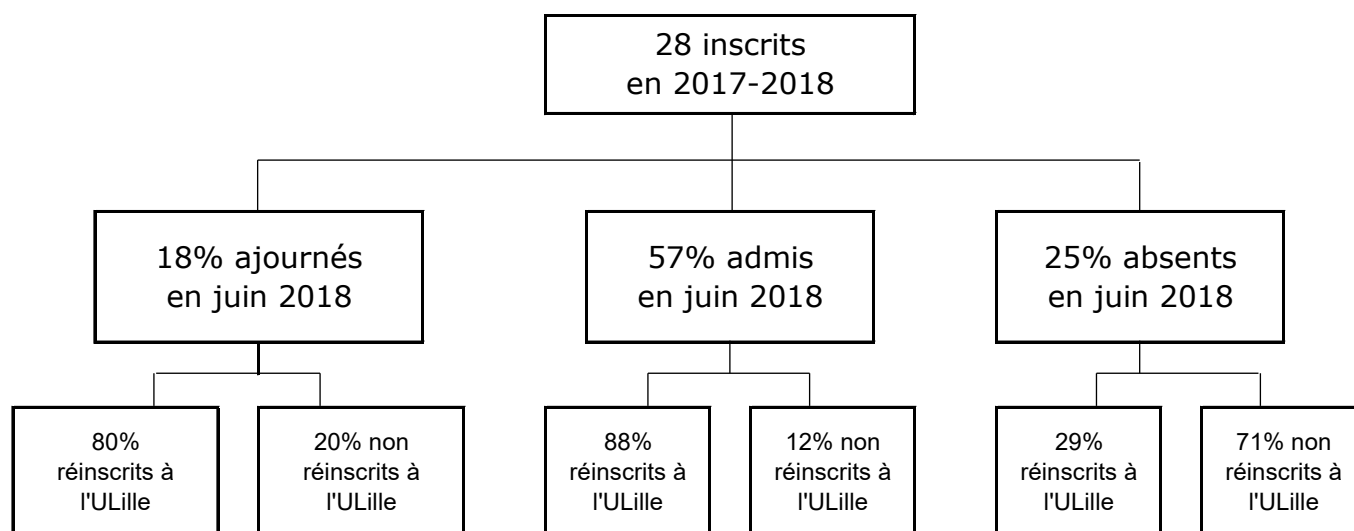 28 inscrits
en 2017-2018
18% ajournés
en juin 2018
57% admis
en juin 2018
25% absents
en juin 2018
80%
réinscrits à
l'ULille
20% non
réinscrits à
l'ULille
88%
réinscrits à
l'ULille
12% non
réinscrits à
l'ULille
29%
réinscrits à
l'ULille
71% non
réinscrits à
l'ULille